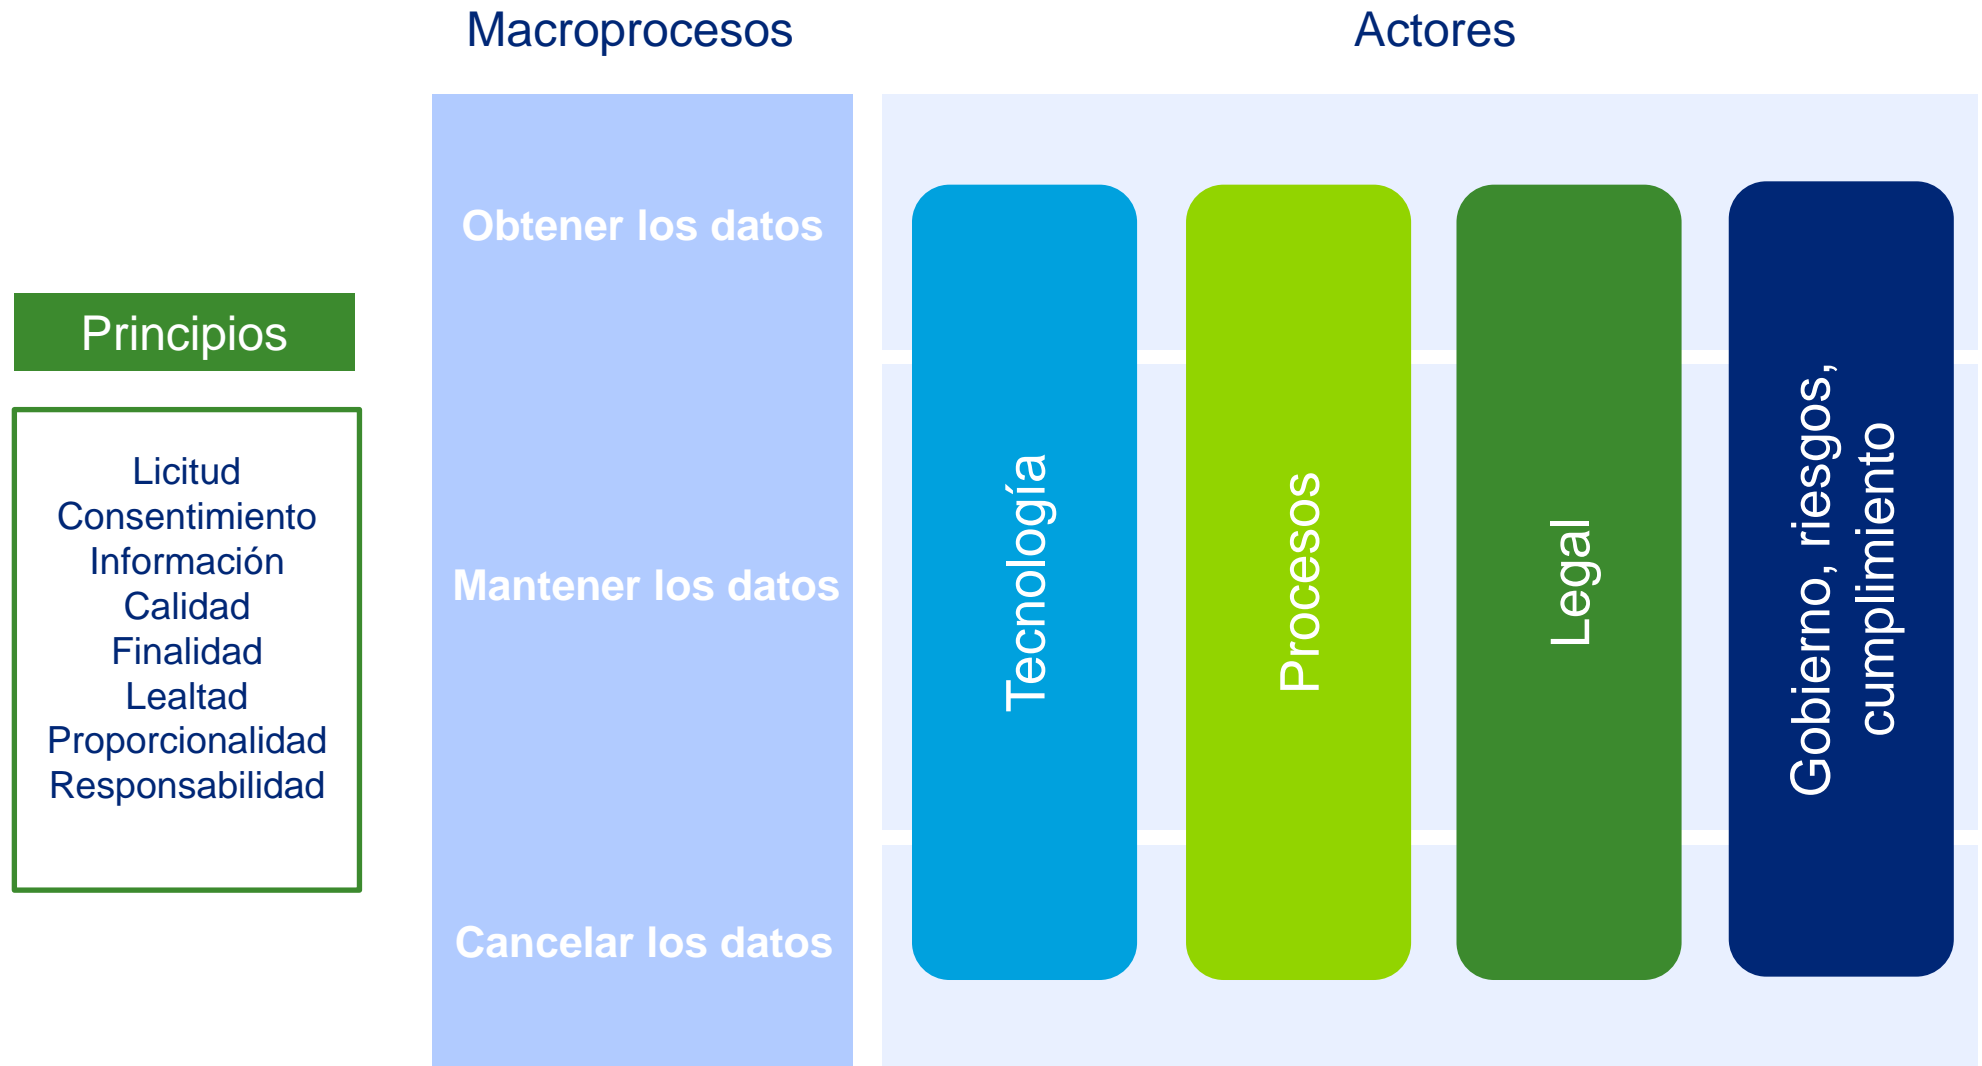 Macroprocesos
Actores
Principios
Licitud
Consentimiento
Información
Calidad
Finalidad
Lealtad
Proporcionalidad
Responsabilidad
Obtener los datos
Mantener los datos
Cancelar los datos
Tecnología
Procesos
Legal
Gobierno, riesgos,
cumplimiento